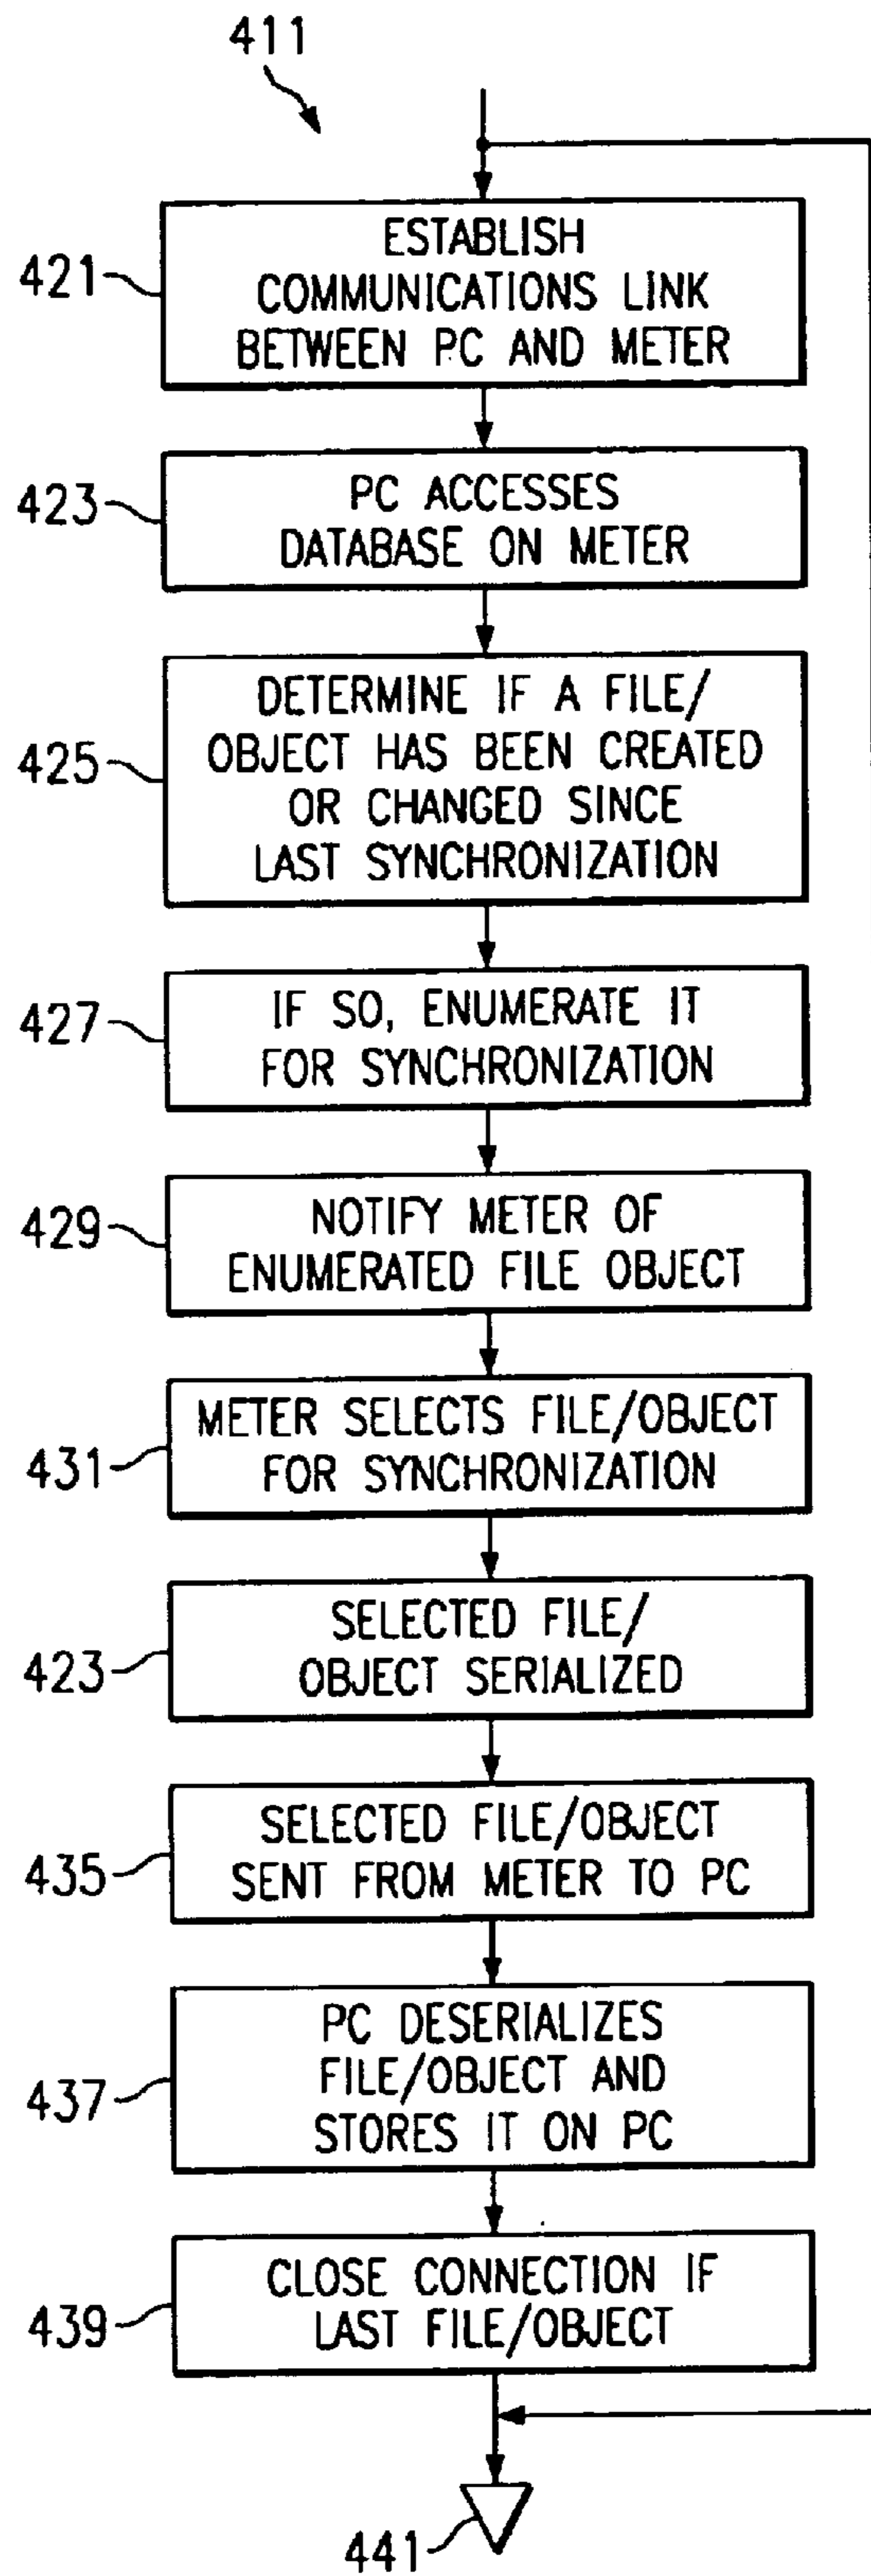 411
421
ESTABLISH
COMMUNICATIONS LINK
BETWEEN PC AND METER
423
PC ACCESSES
DATABASE ON METER
425
DETERMINE IF A FILE/
OBJECT HAS BEEN CREATED
OR CHANGED SINCE
LAST SYNCHRONIZATION
427
IF SO, ENUMERATE IT
FOR SYNCHRONIZATION
429
NOTIFY METER OF
ENUMERATED FILE OBJECT
431
METER SELECTS FILE/OBJECT
FOR SYNCHRONIZATION
423
SELECTED FILE/
OBJECT SERIALIZED
435
SELECTED FILE/OBJECT
SENT FROM METER TO PC
437
PC DESERIALIZES
FILE/OBJECT AND
STORES IT ON PC
439
CLOSE CONNECTION IF
LAST FILE/OBJECT
441